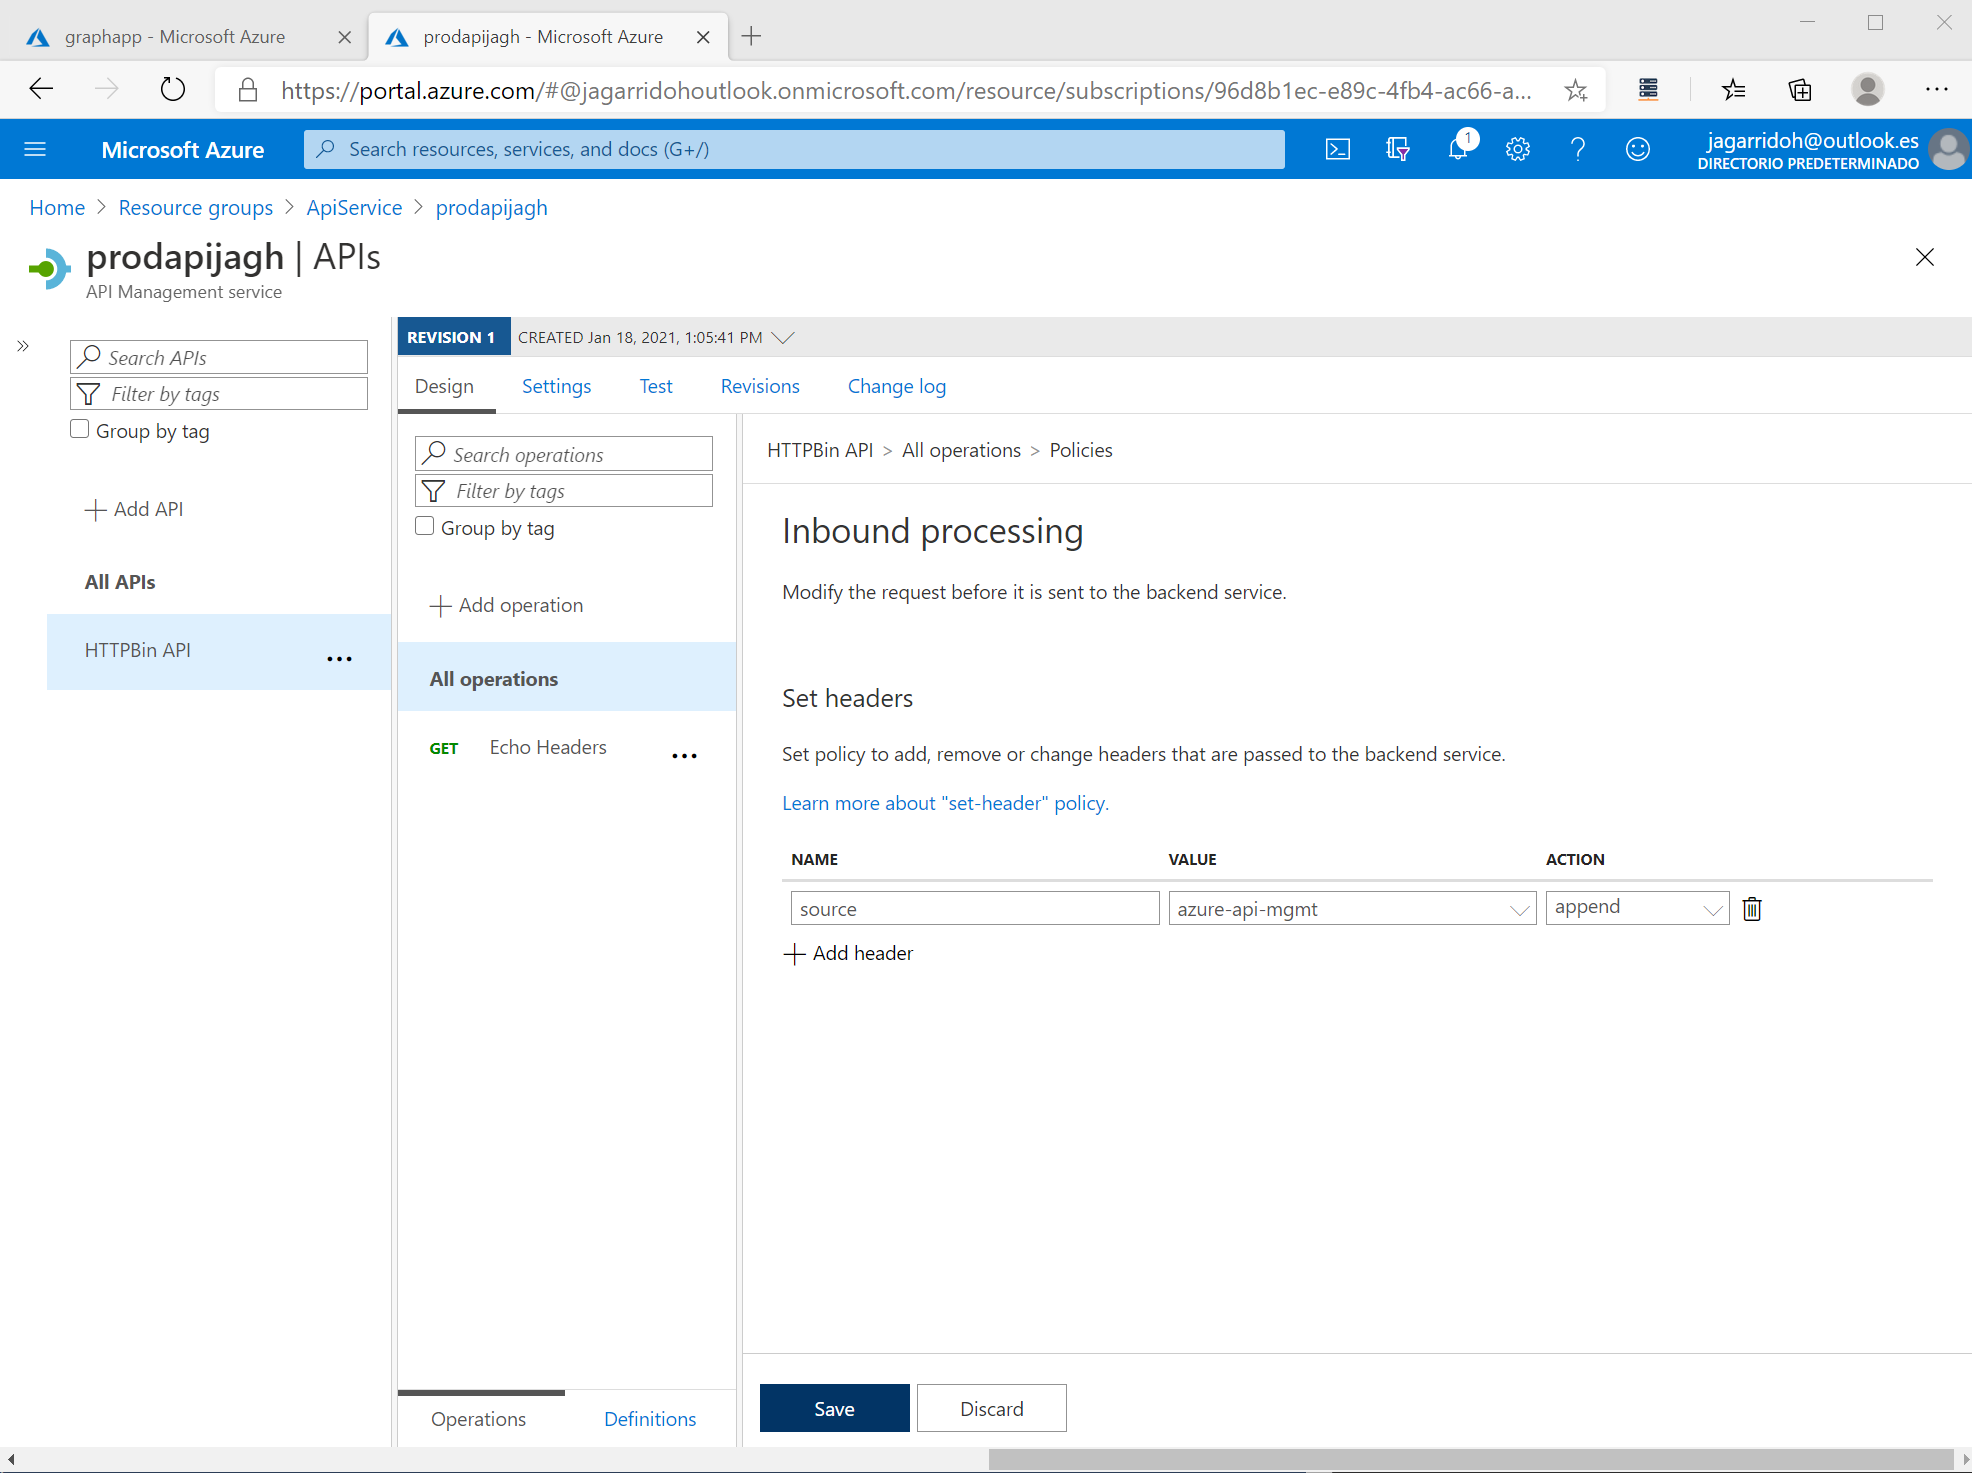 graphapp - Microsoft Azure
prodapijagh - Microsoft Azure
https://portal.azure.com/#@jagarridohoutlook.onmicrosoft.com/resource/subscriptions/96d8b1ec-e89c-4fb4-ac66-a...
Microsoft Azure
Search resources, services, and docs (G+/)
1
jagarridoh@outlook.es
DIRECTORIO PREDETERMINADO
Home > Resource groups > ApiService > prodapijagh
prodapijagh | APIs
API Management service
Search APIs
Filter by tags
Group by tag
+ Add API
All APIs
HTTPBin API ...
REVISION 1 CREATED Jan 18, 2021, 1:05:41 PM
Design Settings Test Revisions Change log
Search operations
Filter by tags
Group by tag
+ Add operation
All operations
GET Echo Headers ...
Operations Definitions
HTTPBin API > All operations > Policies
Inbound processing
Modify the request before it is sent to the backend service.
Set headers
Set policy to add, remove or change headers that are passed to the backend service.
Learn more about "set-header" policy.
NAME VALUE ACTION
source azure-api-mgmt append
+ Add header
Save Discard